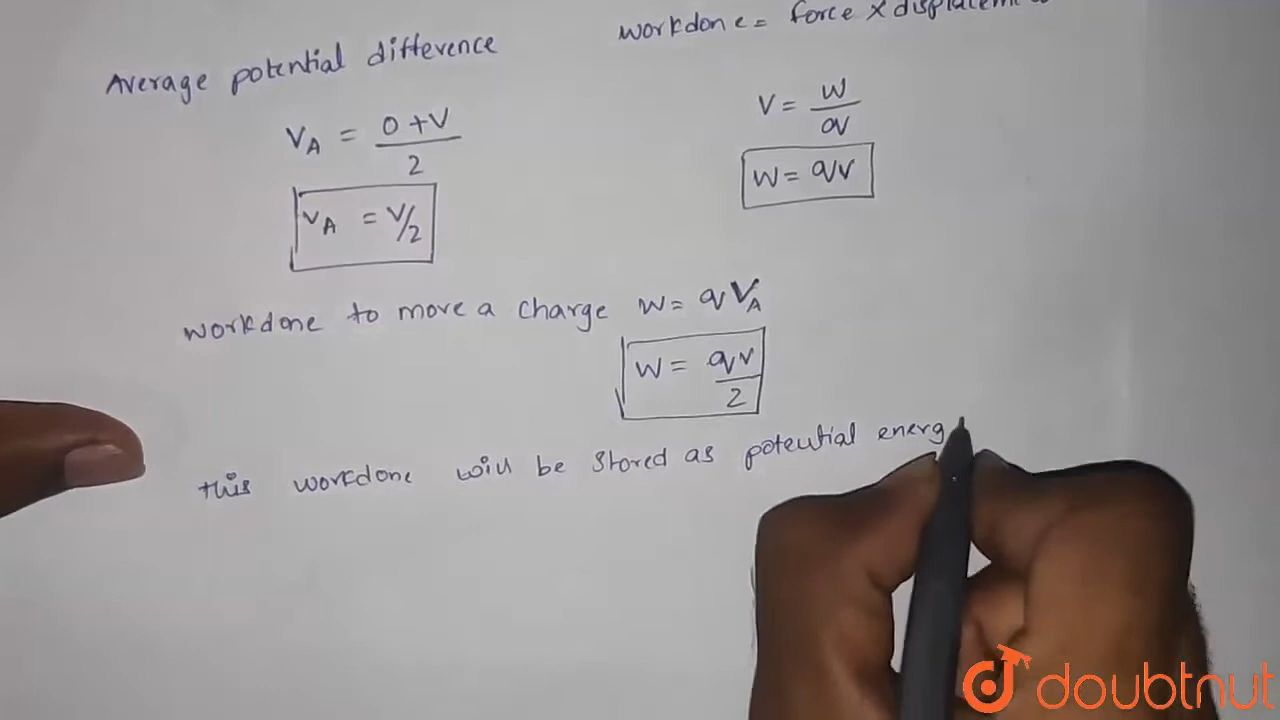 Average potential difference
workdone = force × displacem
V_A = 0 + V / 2
V = W / q
V_A = V/2
W = qV
workdone to move a charge W = qV_A
W = qV / 2
this workdone will be stored as potential energ
doubtnut